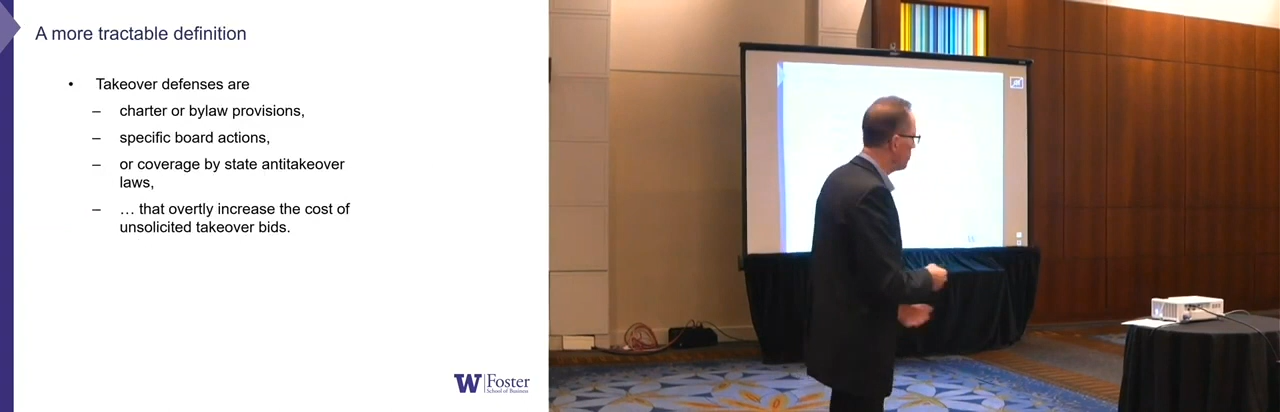 A more tractable definition
• Takeover defenses are
– charter or bylaw provisions,
– specific board actions,
– or coverage by state antitakeover
laws,
– … that overtly increase the cost of
unsolicited takeover bids.
W Foster
School of Business
W